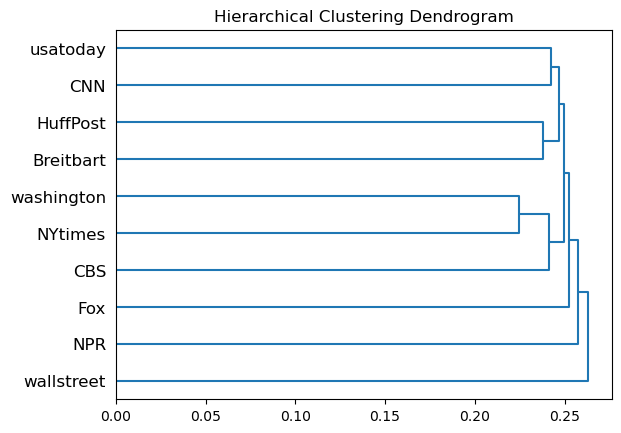 Hierarchical Clustering Dendrogram
usatoday
CNN
HuffPost
Breitbart
washington
NYtimes
CBS
Fox
NPR
wallstreet
0.00 0.05 0.10 0.15 0.20 0.25